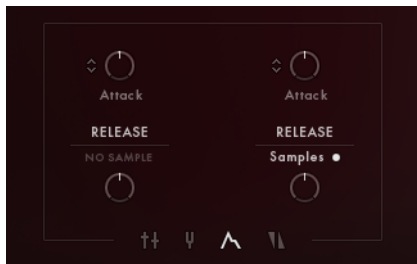 Attack
Attack
RELEASE
RELEASE
NO SAMPLE
Samples